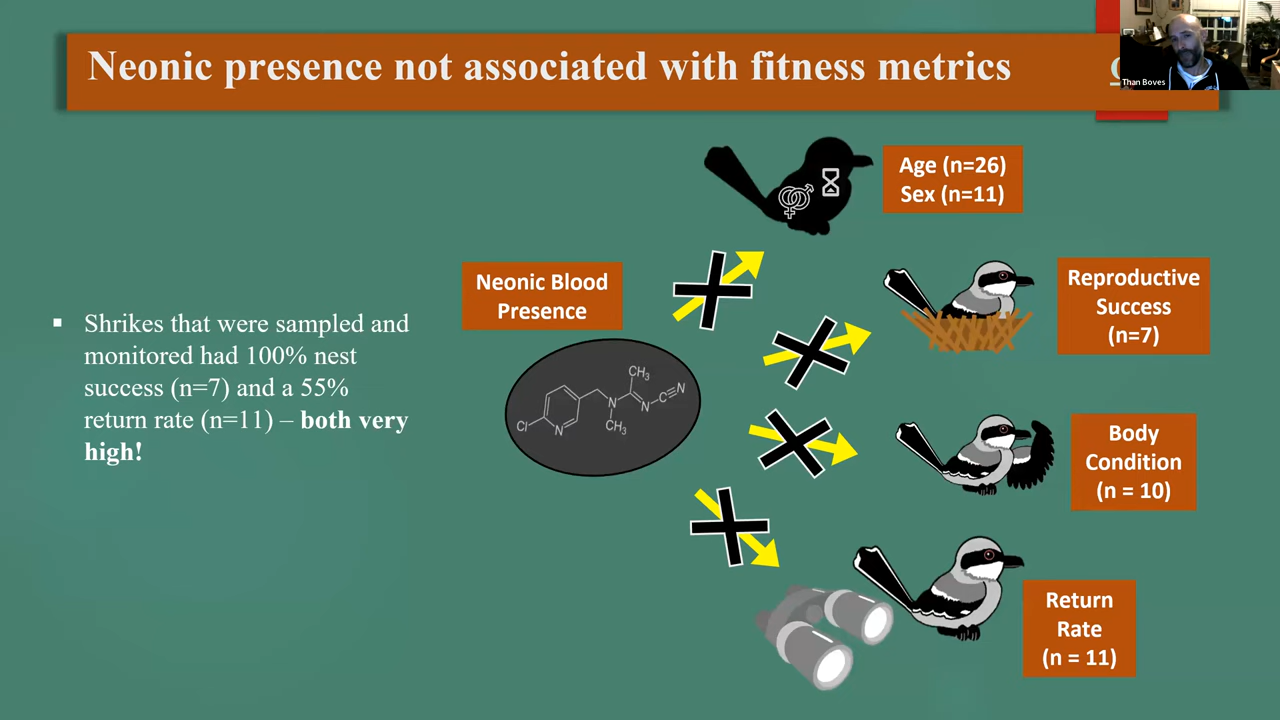 Neonic presence not associated with fitness metrics
Than Boves
Age (n=26)
Sex (n=11)
Neonic Blood
Presence
Reproductive
Success
(n=7)
▪ Shrikes that were sampled and
monitored had 100% nest
success (n=7) and a 55%
return rate (n=11) – both very
high!
CH₃
N
C≡N
N
Cl
N
CH₃
Body
Condition
(n = 10)
Return
Rate
(n = 11)